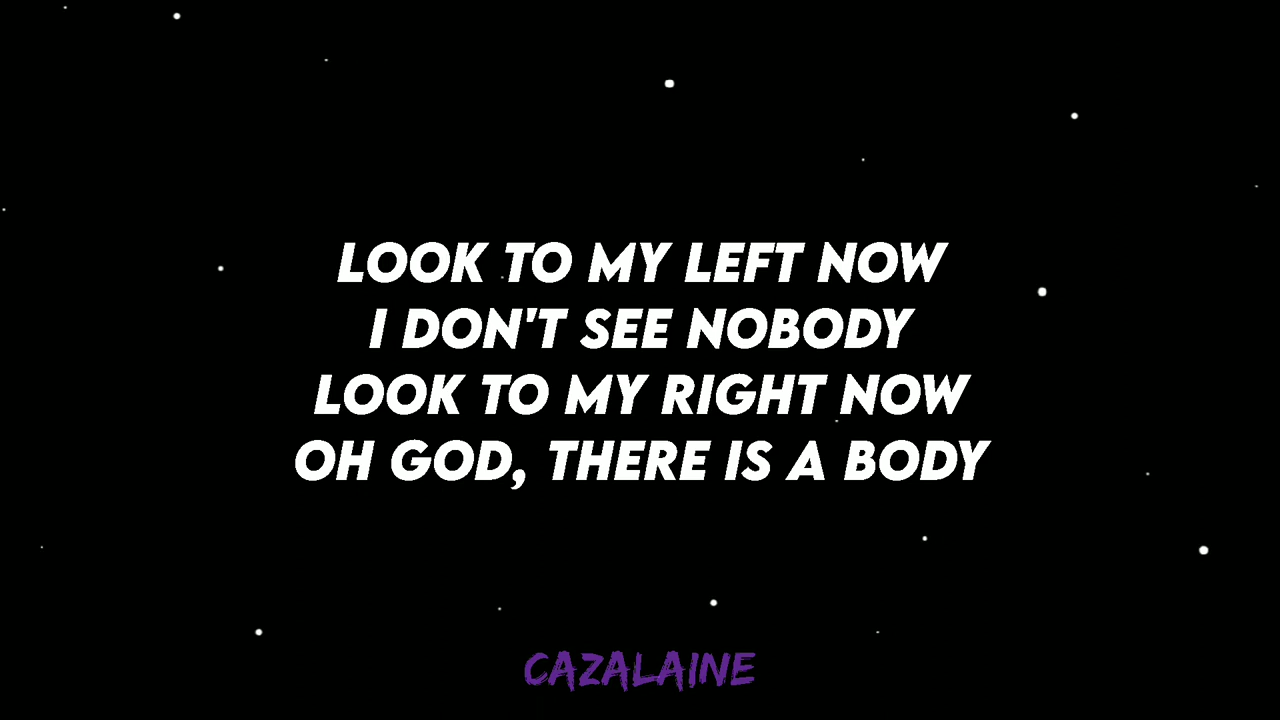 LOOK TO MY LEFT NOW
I DON'T SEE NOBODY
LOOK TO MY RIGHT NOW
OH GOD, THERE IS A BODY
CAZALAINE